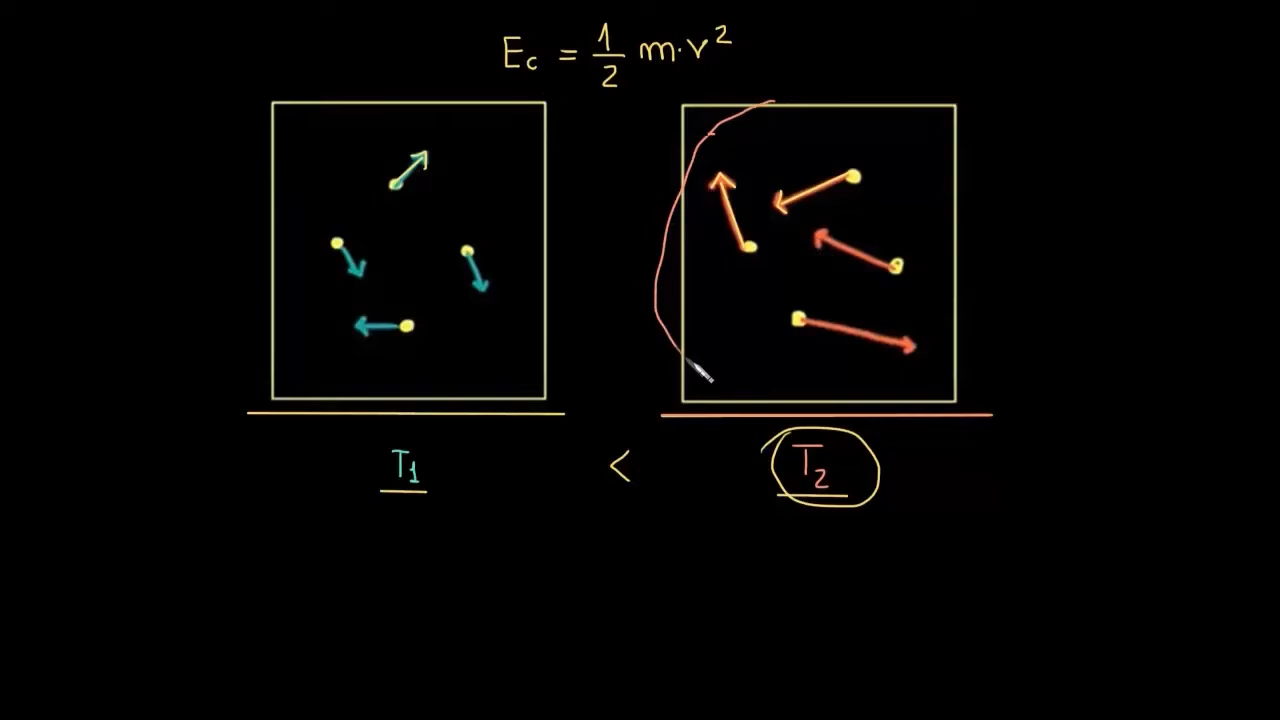 Ec = 1/2 m·v²
T₁ < T₂